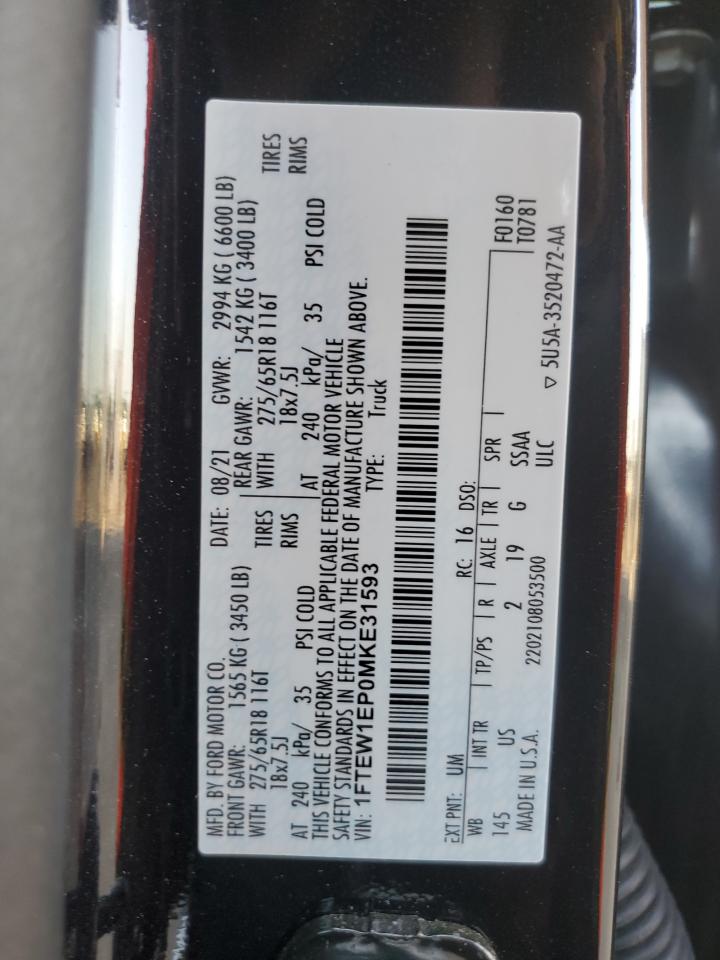 MFD. BY FORD MOTOR CO.
DATE: 08/21 GVWR: 2994 KG ( 6600 LB)
FRONT GAWR: 1565 KG ( 3450 LB)
REAR GAWR: 1542 KG ( 3400 LB)
WITH 275/65R18 116T TIRES
WITH 275/65R18 116T TIRES
18x7.5J RIMS
18x7.5J RIMS
AT 240 kPa/ 35 PSI COLD
AT 240 kPa/ 35 PSI COLD
THIS VEHICLE CONFORMS TO ALL APPLICABLE FEDERAL MOTOR VEHICLE
SAFETY STANDARDS IN EFFECT ON THE DATE OF MANUFACTURE SHOWN ABOVE.
VIN: 1FTEW1EP0MKE31593 TYPE: Truck
EXT PNT: UM RC: 16 DSO: F0160
T0781
WB INT TR TP/PS R AXLE TR SPR
145 US 2 19 G SSAA
ULC
MADE IN U.S.A. 2202108053500
▽ 5U5A-3520472-AA